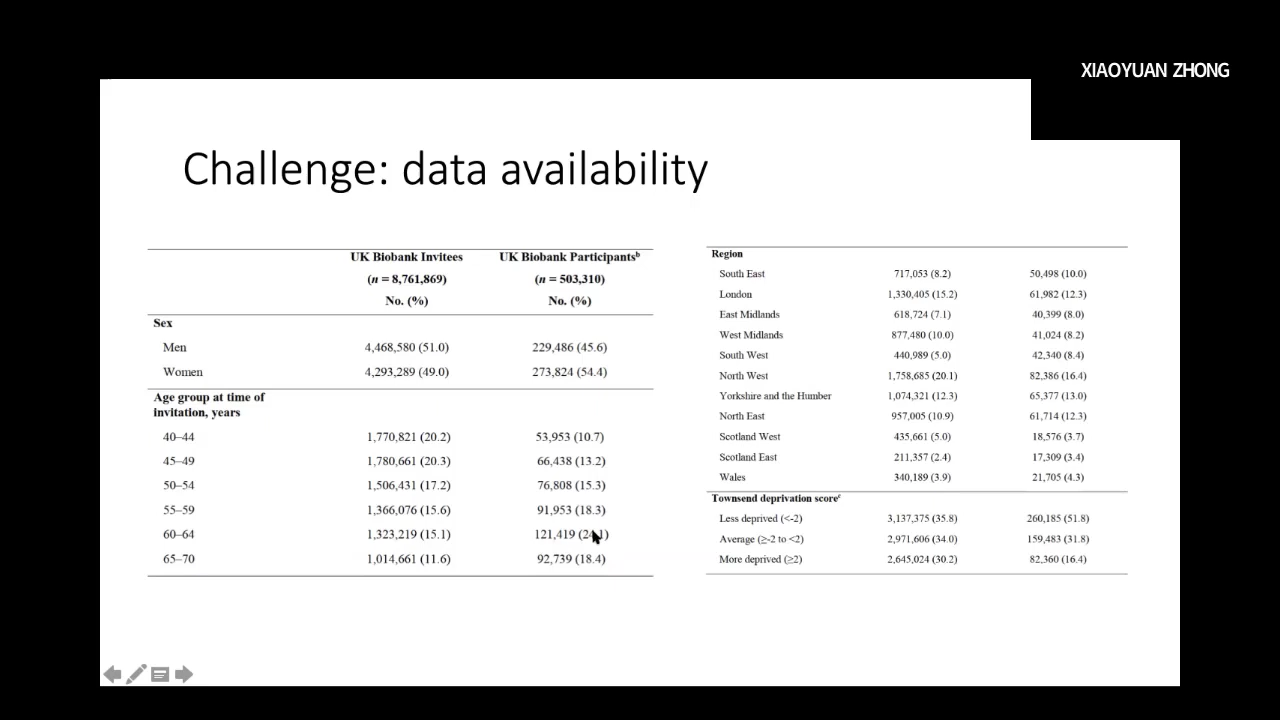 XIAOYUAN ZHONG
Challenge: data availability
UK Biobank Invitees UK Biobank Participantsᵇ
(n = 8,761,869) (n = 503,310)
No. (%) No. (%)
Sex
Men 4,468,580 (51.0) 229,486 (45.6)
Women 4,293,289 (49.0) 273,824 (54.4)
Age group at time of
invitation, years
40–44 1,770,821 (20.2) 53,953 (10.7)
45–49 1,780,661 (20.3) 66,438 (13.2)
50–54 1,506,431 (17.2) 76,808 (15.3)
55–59 1,366,076 (15.6) 91,953 (18.3)
60–64 1,323,219 (15.1) 121,419
65–70 1,014,661 (11.6) 92,739 (18.4)
Region
South East 717,053 (8.2) 50,498 (10.0)
London 1,330,405 (15.2) 61,982 (12.3)
East Midlands 618,724 (7.1) 40,399 (8.0)
West Midlands 877,480 (10.0) 41,024 (8.2)
South West 440,989 (5.0) 42,340 (8.4)
North West 1,758,685 (20.1) 82,386 (16.4)
Yorkshire and the Humber 1,074,321 (12.3) 65,377 (13.0)
North East 957,005 (10.9) 61,714 (12.3)
Scotland West 435,661 (5.0) 18,576 (3.7)
Scotland East 211,357 (2.4) 17,309 (3.4)
Wales 340,189 (3.9) 21,705 (4.3)
Townsend deprivation scoreᶜ
Less deprived (<-2) 3,137,375 (35.8) 260,185 (51.8)
Average (≥-2 to <2) 2,971,606 (34.0) 159,483 (31.8)
More deprived (≥2) 2,645,024 (30.2) 82,360 (16.4)